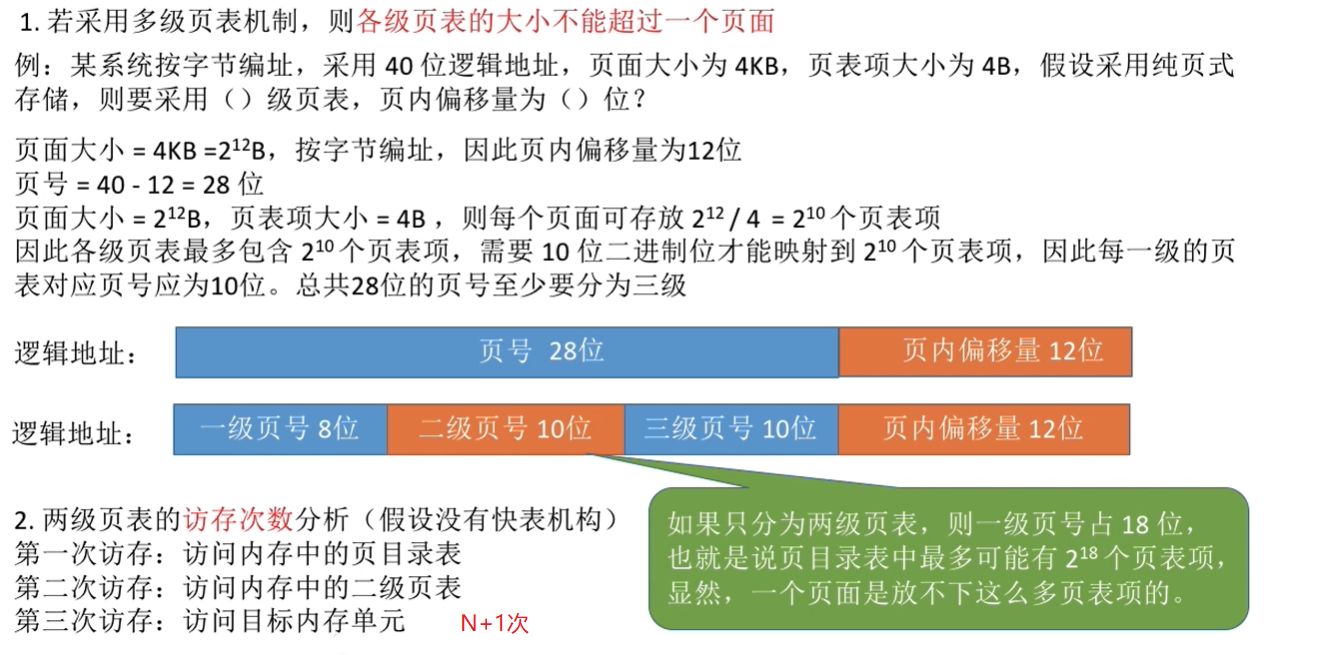 1. 若采用多级页表机制，则各级页表的大小不能超过一个页面
例：某系统按字节编址，采用 40 位逻辑地址，页面大小为 4KB，页表项大小为 4B，假设采用纯页式
存储，则要采用（）级页表，页内偏移量为（）位？
页面大小 = 4KB =2¹²B，按字节编址，因此页内偏移量为12位
页号 = 40 - 12 = 28 位
页面大小 = 2¹²B，页表项大小 = 4B ，则每个页面可存放 2¹² / 4 = 2¹⁰ 个页表项
因此各级页表最多包含 2¹⁰ 个页表项，需要 10 位二进制位才能映射到 2¹⁰ 个页表项，因此每一级的页
表对应页号应为10位。总共28位的页号至少要分为三级
逻辑地址： 页号 28位 页内偏移量 12位
逻辑地址： 一级页号 8位 二级页号 10位 三级页号 10位 页内偏移量 12位
2. 两级页表的访存次数分析（假设没有快表机构）
第一次访存：访问内存中的页目录表
第二次访存：访问内存中的二级页表
第三次访存：访问目标内存单元 N+1次
如果只分为两级页表，则一级页号占 18 位，
也就是说页目录表中最多可能有 2¹⁸ 个页表项，
显然，一个页面是放不下这么多页表项的。